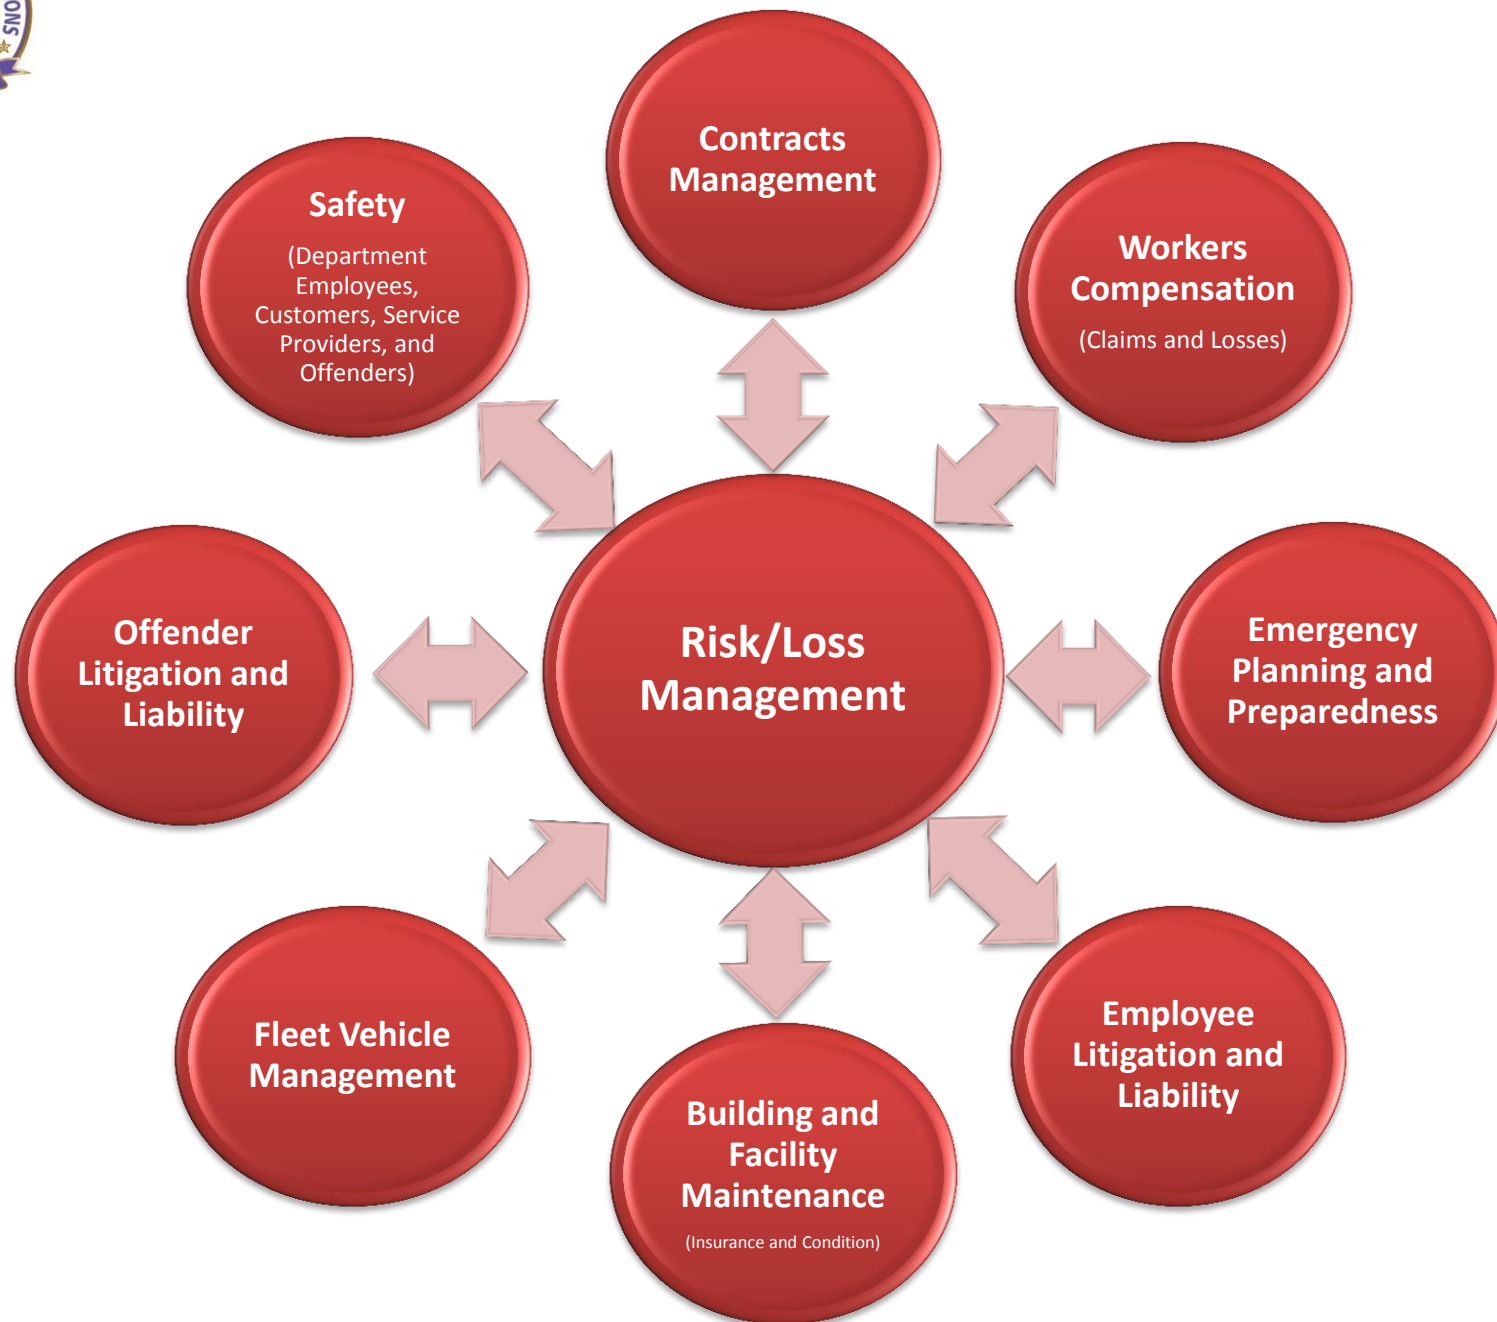 ONS
Contracts
Management
Safety
(Department
Employees,
Customers, Service
Providers, and
Offenders)
Workers
Compensation
(Claims and Losses)
Risk/Loss
Management
Offender
Litigation and
Liability
Emergency
Planning and
Preparedness
Fleet Vehicle
Management
Employee
Litigation and
Liability
Building and
Facility
Maintenance
(Insurance and Condition)